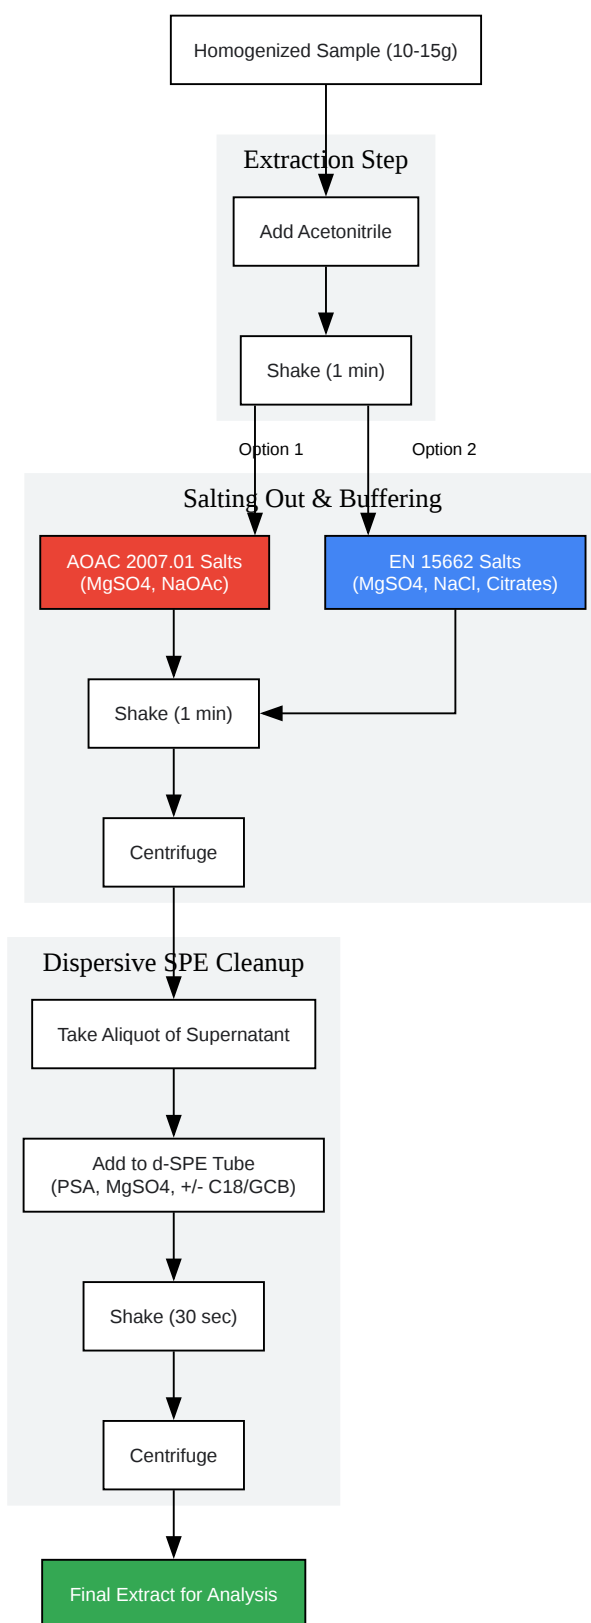 Homogenized Sample (10-15g)
Extraction Step
Add Acetonitrile
Shake (1 min)
Option 1
Option 2
Salting Out & Buffering
AOAC 2007.01 Salts
(MgSO4, NaOAc)
EN 15662 Salts
(MgSO4, NaCl, Citrates)
Shake (1 min)
Centrifuge
Dispersive SPE Cleanup
Take Aliquot of Supernatant
Add to d-SPE Tube
(PSA, MgSO4, +/- C18/GCB)
Shake (30 sec)
Centrifuge
Final Extract for Analysis